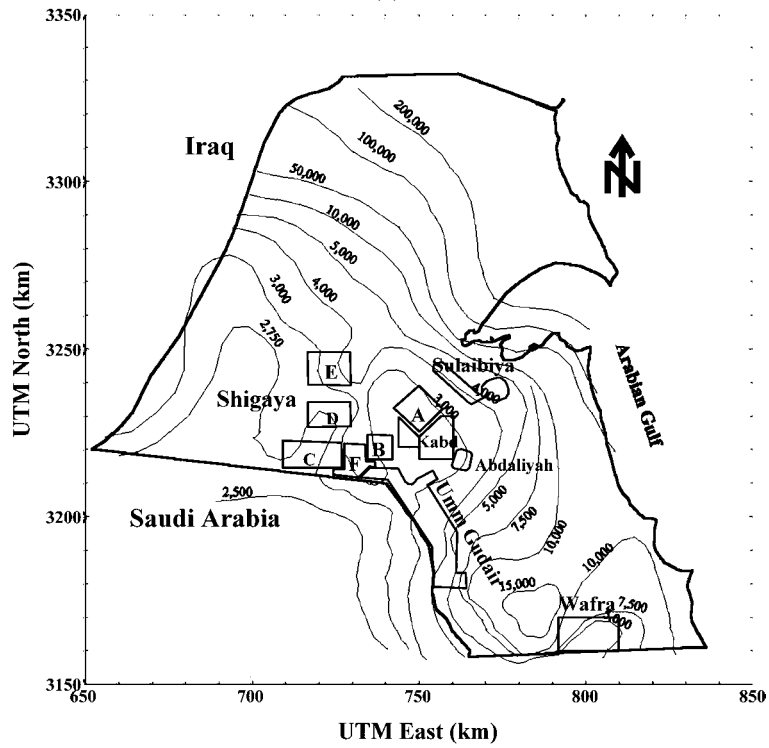 3350
3300
3250
3200
3150
UTM North (km)
650
700
750
800
850
UTM East (km)
Iraq
N
200,000
100,000
50,000
10,000
5,000
4,000
3,000
2,750
E
Sulaibiya
4,000
Arabian Gulf
Shigaya
D
A
3,000
Kabd
B
C
F
Abdaliyah
2,500
Saudi Arabia
Umm Gudair
5,000
7,500
10,000
10,000
15,000
Wafra
7,500
5,000